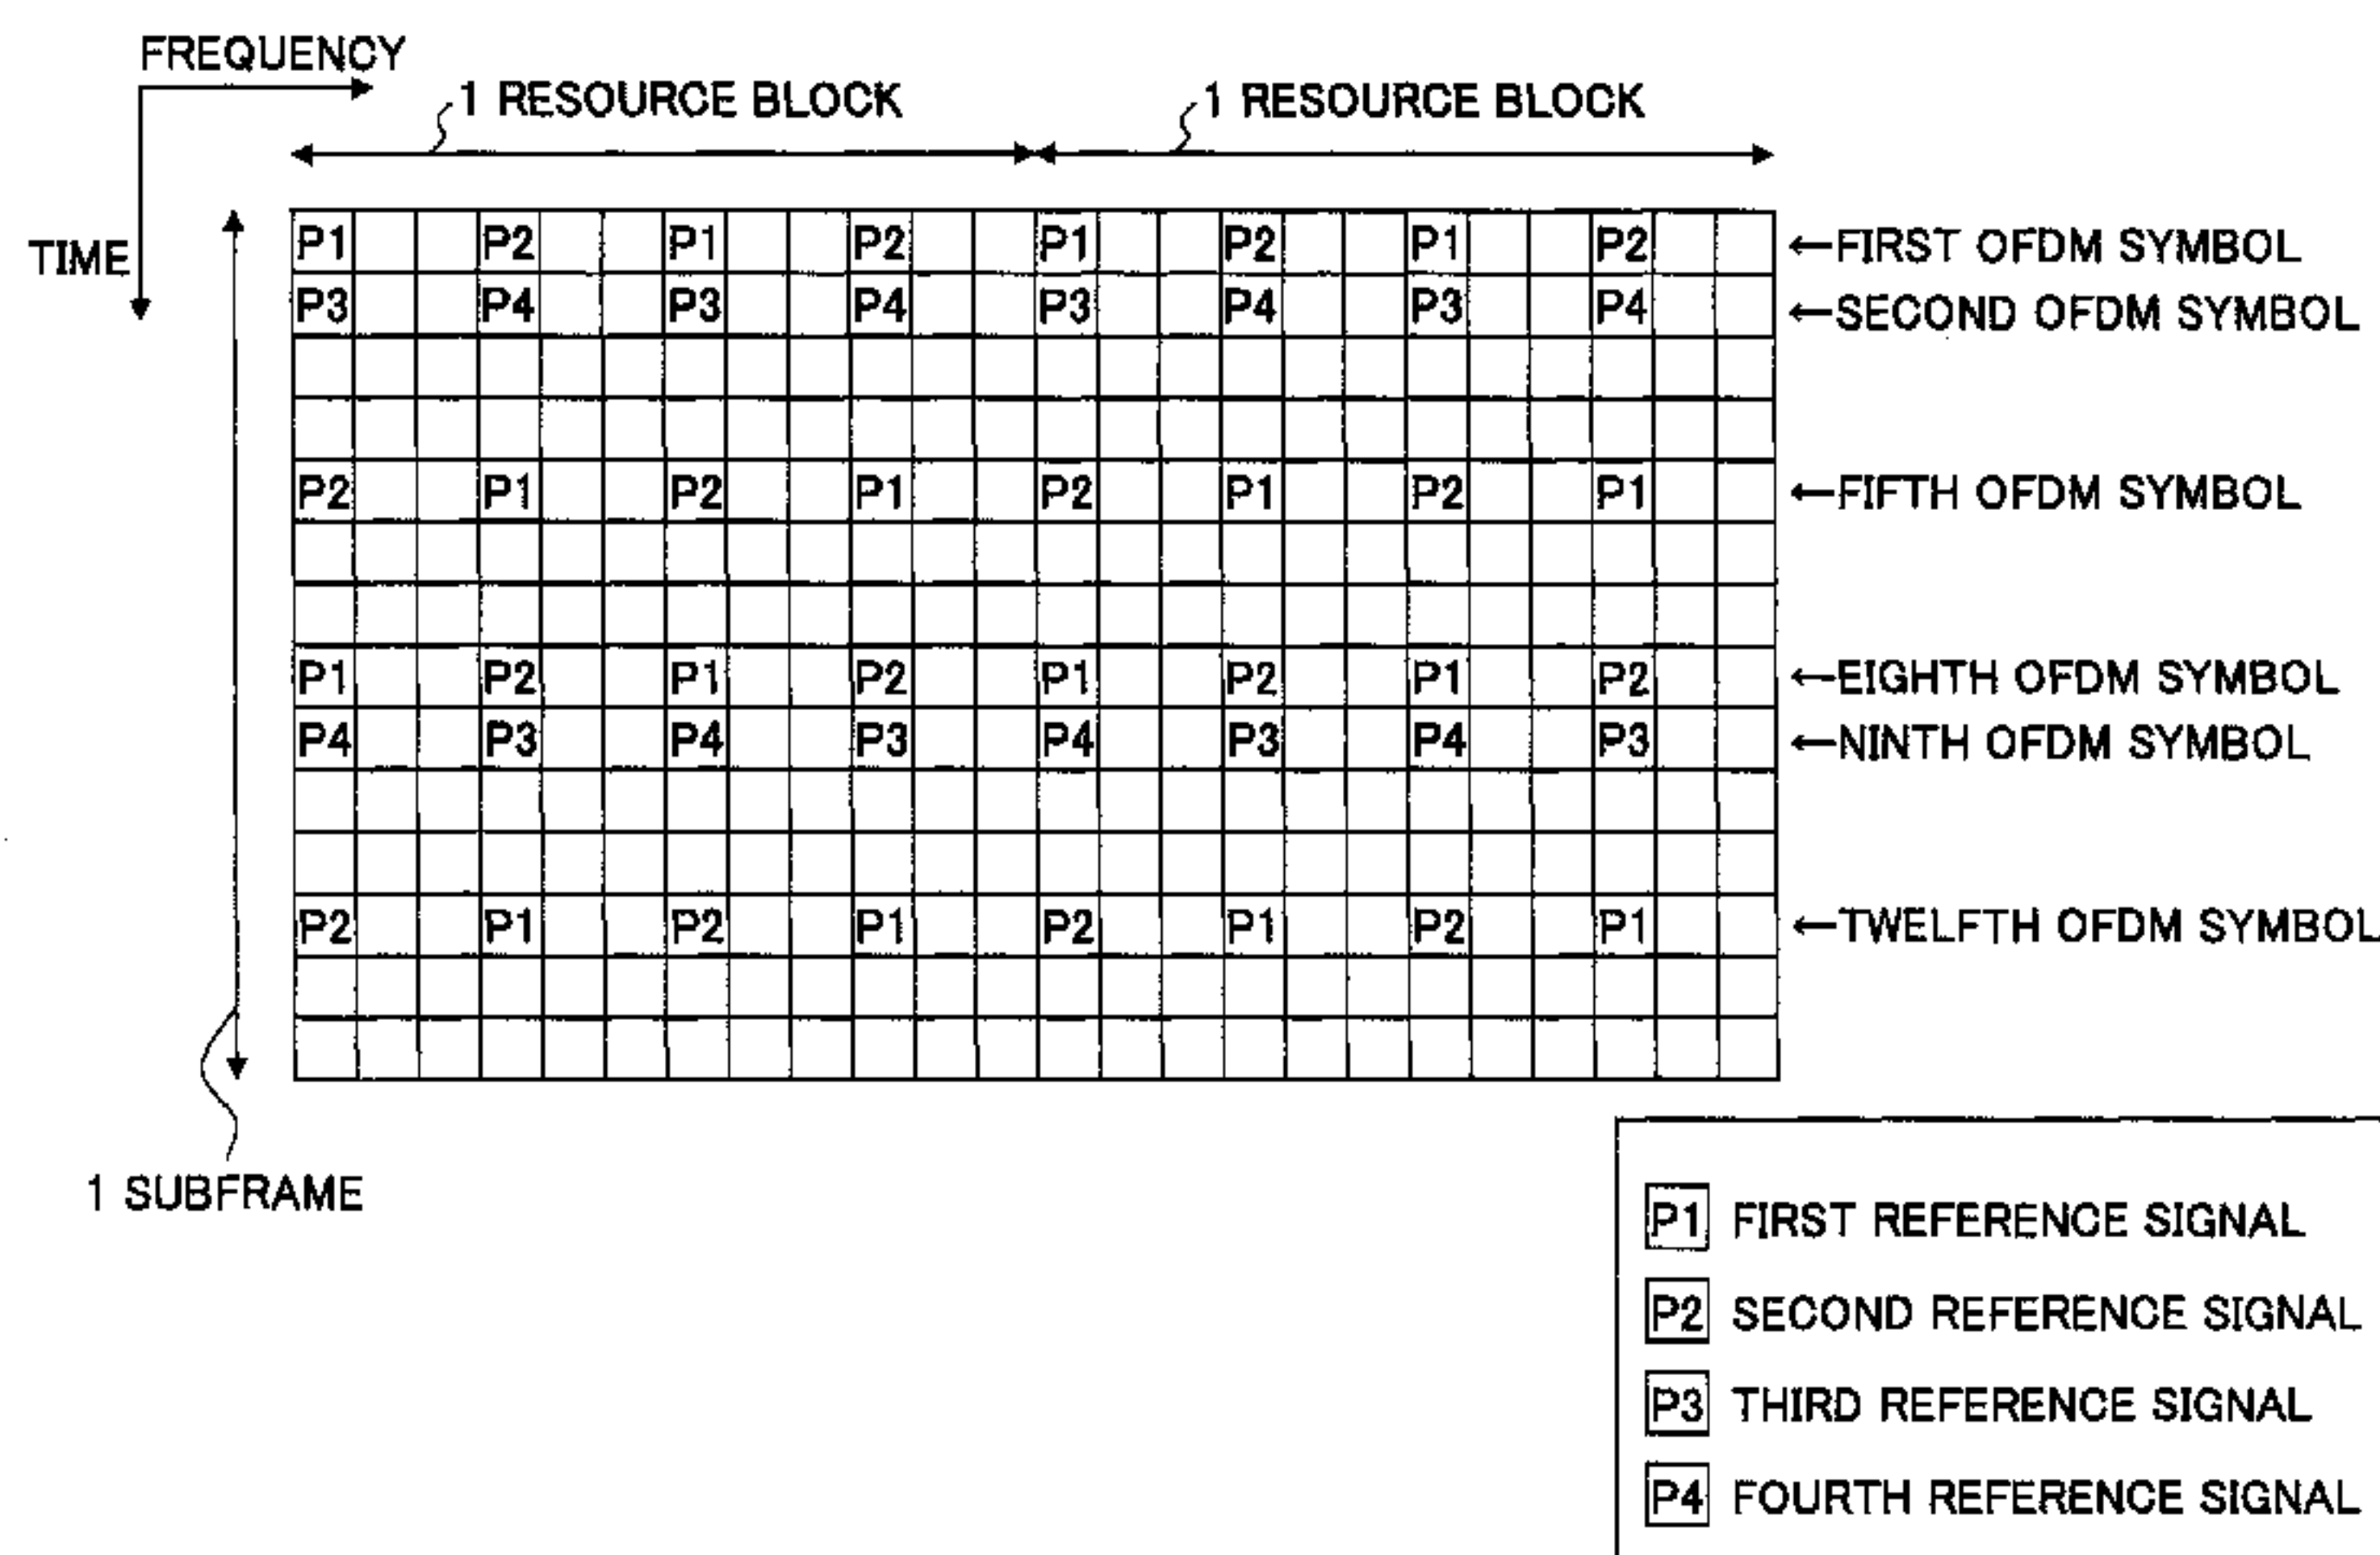 FREQUENCY
1 RESOURCE BLOCK 1 RESOURCE BLOCK
TIME
P1 P2 P1 P2 P1 P2 P1 P2 ←FIRST OFDM SYMBOL
P3 P4 P3 P4 P3 P4 P3 P4 ←SECOND OFDM SYMBOL
P2 P1 P2 P1 P2 P1 P2 P1 ←FIFTH OFDM SYMBOL
P1 P2 P1 P2 P1 P2 P1 P2 ←EIGHTH OFDM SYMBOL
P4 P3 P4 P3 P4 P3 P4 P3 ←NINTH OFDM SYMBOL
P2 P1 P2 P1 P2 P1 P2 P1 ←TWELFTH OFDM SYMBOL
1 SUBFRAME
P1 FIRST REFERENCE SIGNAL
P2 SECOND REFERENCE SIGNAL
P3 THIRD REFERENCE SIGNAL
P4 FOURTH REFERENCE SIGNAL